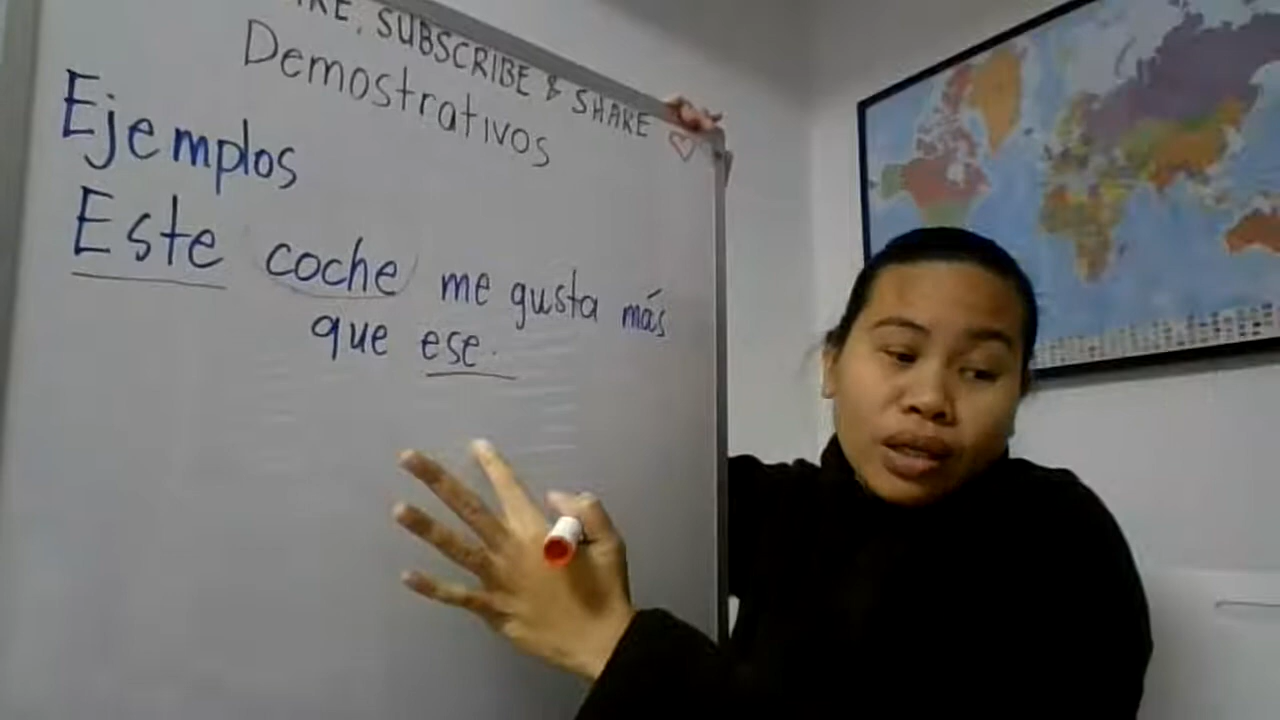 SUBSCRIBE & SHARE
Demostrativos
Ejemplos
Este coche me gusta más
que ese.